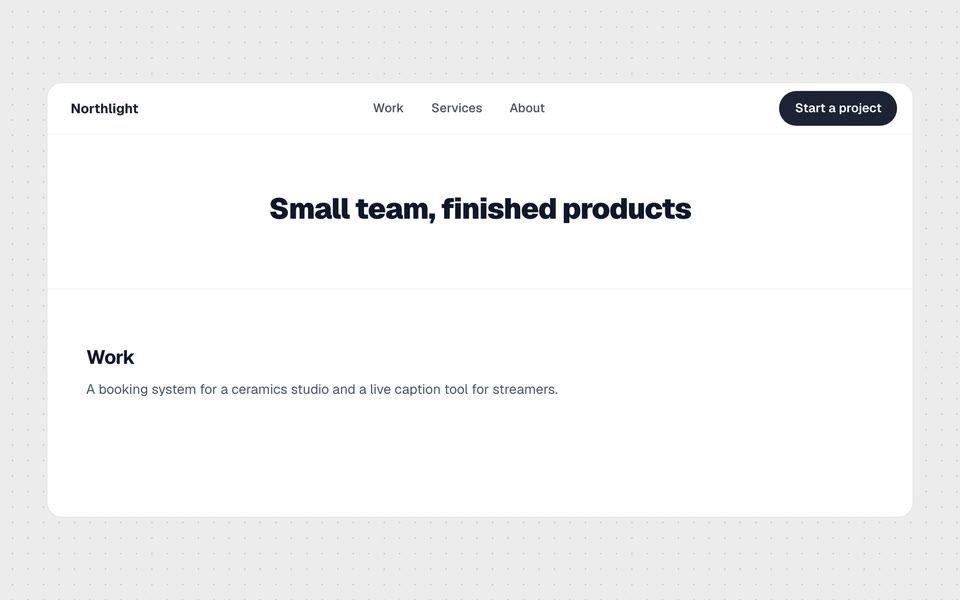 Northlight
Work
Services
About
Start a project
Small team, finished products
Work
A booking system for a ceramics studio and a live caption tool for streamers.